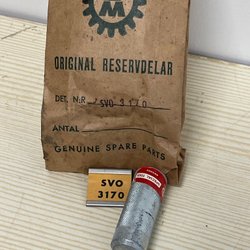 W
ORIGINAL RESERVDELAR
DET. N:R SVO 3170
ANTAL
GENUINE SPARE PARTS
SVO
3170